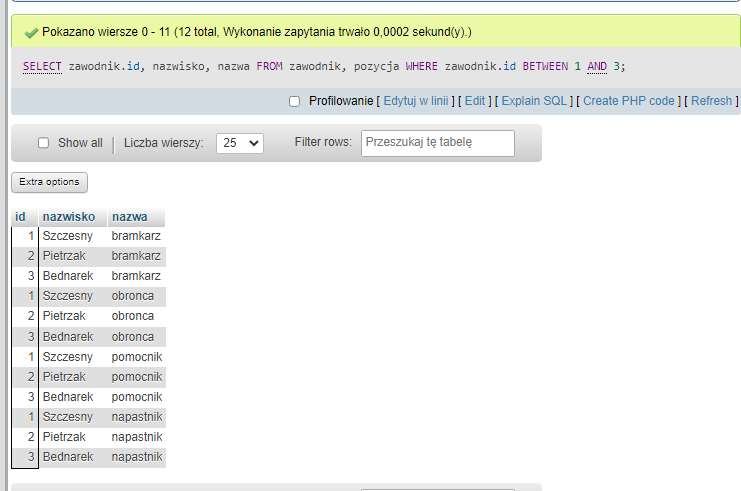 Pokazano wiersze 0 - 11 (12 total, Wykonanie zapytania trwało 0,0002 sekund(y).)
SELECT zawodnik.id, nazwisko, nazwa FROM zawodnik, pozycja WHERE zawodnik.id BETWEEN 1 AND 3;
Profilowanie [ Edytuj w linii ] [ Edit ] [ Explain SQL ] [ Create PHP code ] [ Refresh ]
Show all | Liczba wierszy: 25 Filter rows: Przeszukaj tę tabelę
Extra options
id nazwisko nazwa
1 Szczesny bramkarz
2 Pietrzak bramkarz
3 Bednarek bramkarz
1 Szczesny obronca
2 Pietrzak obronca
3 Bednarek obronca
1 Szczesny pomocnik
2 Pietrzak pomocnik
3 Bednarek pomocnik
1 Szczesny napastnik
2 Pietrzak napastnik
3 Bednarek napastnik